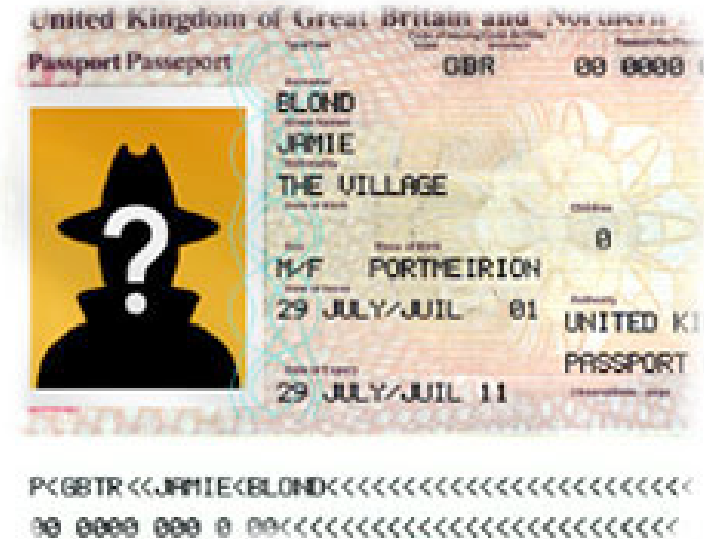 United Kingdom of Great Britain and Northern
Passport Passeport
GBR 00 0000
BLOND
JAMIE
THE VILLAGE
Children
0
M/F PORTMEIRION
29 JULY/JUIL 01
UNITED KI
PASSPORT
29 JULY/JUIL 11
P<GBTR<<JAMIE<BLOND<<<<<<<<<<<<<<<<<<<<<<<<<
00 0000 000 0 00<<<<<<<<<<<<<<<<<<<<<<<<<<<
?